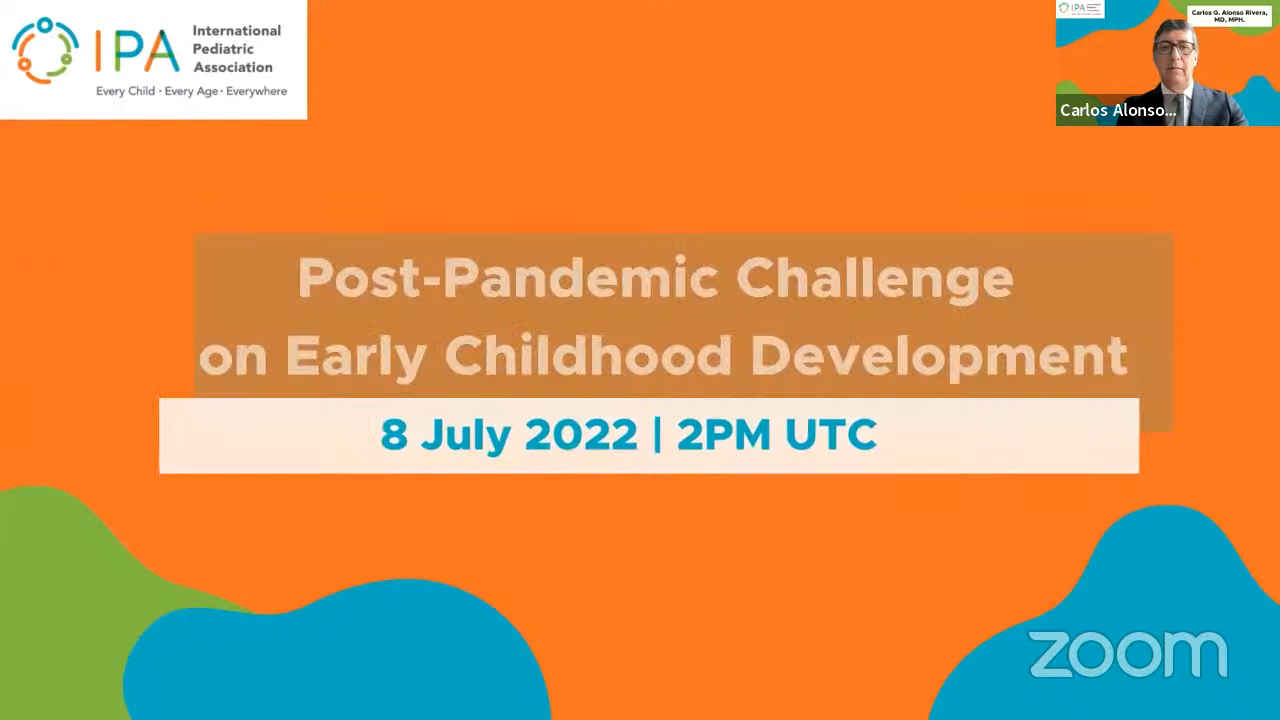 IPA
International
Pediatric
Association
Every Child · Every Age · Everywhere
Carlos G. Alonso Rivera,
MD, MPH.
Carlos Alonso...
Post-Pandemic Challenge
on Early Childhood Development
8 July 2022 | 2PM UTC
zoom